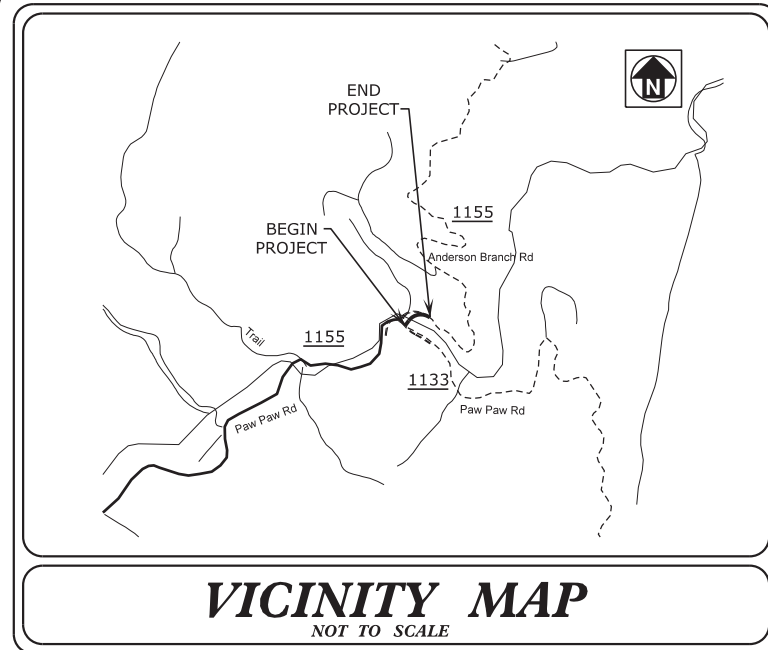 END
PROJECT
N
1155
BEGIN
PROJECT
Anderson Branch Rd
Trail
1155
1133
Paw Paw Rd
Paw Paw Rd
VICINITY MAP
NOT TO SCALE